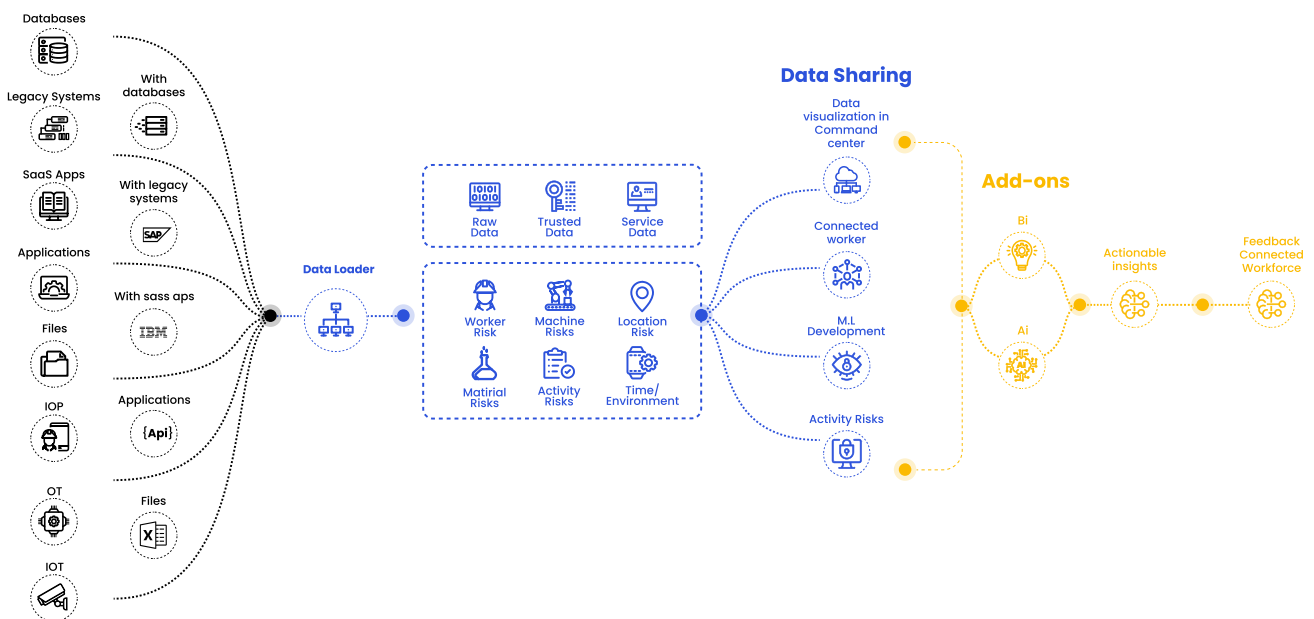 Databases
Legacy Systems
SaaS Apps
Applications
Files
IOP
OT
IOT
With
databases
With legacy
systems
SAP
With sass aps
IBM
Applications
{Api}
Files
X
Data Loader
10101
01010
Raw
Data
Trusted
Data
Service
Data
Worker
Risk
Machine
Risks
Location
Risk
Matirial
Risks
Activity
Risks
Time/
Environment
Data Sharing
Data
visualization in
Command
center
Connected
worker
M.L
Development
Activity Risks
Add-ons
Bi
Ai
AI
Actionable
insights
Feedback
Connected
Workforce